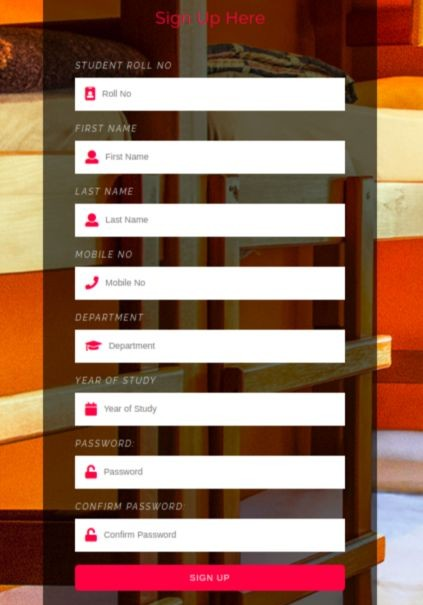 Sign Up Here
STUDENT ROLL NO
Roll No
FIRST NAME
First Name
LAST NAME
Last Name
MOBILE NO
Mobile No
DEPARTMENT
Department
YEAR OF STUDY
Year of Study
PASSWORD:
Password
CONFIRM PASSWORD:
Confirm Password
SIGN UP